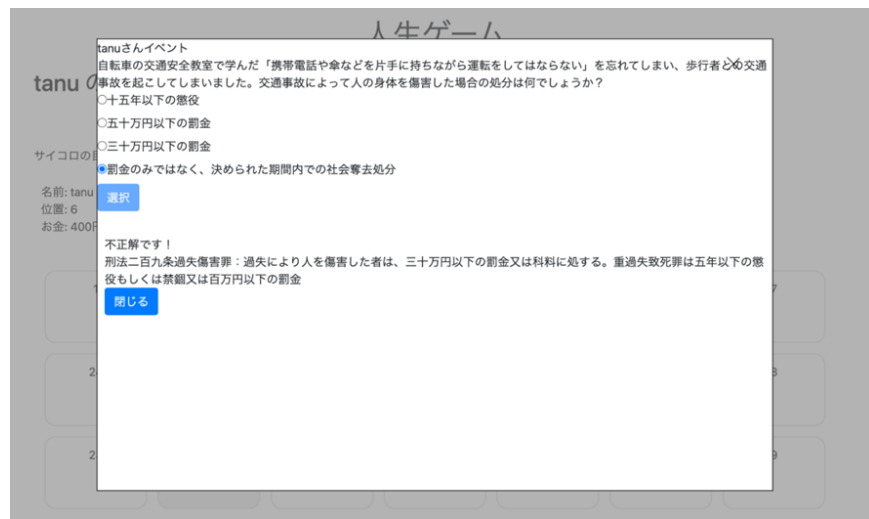 人生ゲーム
tanuさんイベント
自転車の交通安全教室で学んだ「携帯電話や傘などを片手に持ちながら運転をしてはならない」を忘れてしまい、歩行者との交通
事故を起こしてしまいました。交通事故によって人の身体を傷害した場合の処分は何でしょうか？
tanu の
十五年以下の懲役
五十万円以下の罰金
三十万円以下の罰金
サイコロの
罰金のみではなく、決められた期間内での社会奪去処分
名前: tanu
選択
位置: 6
お金: 400
不正解です！
刑法二百九条過失傷害罪：過失により人を傷害した者は、三十万円以下の罰金又は科料に処する。重過失致死罪は五年以下の懲
役もしくは禁錮又は百万円以下の罰金
1
7
閉じる
2
8
2
9